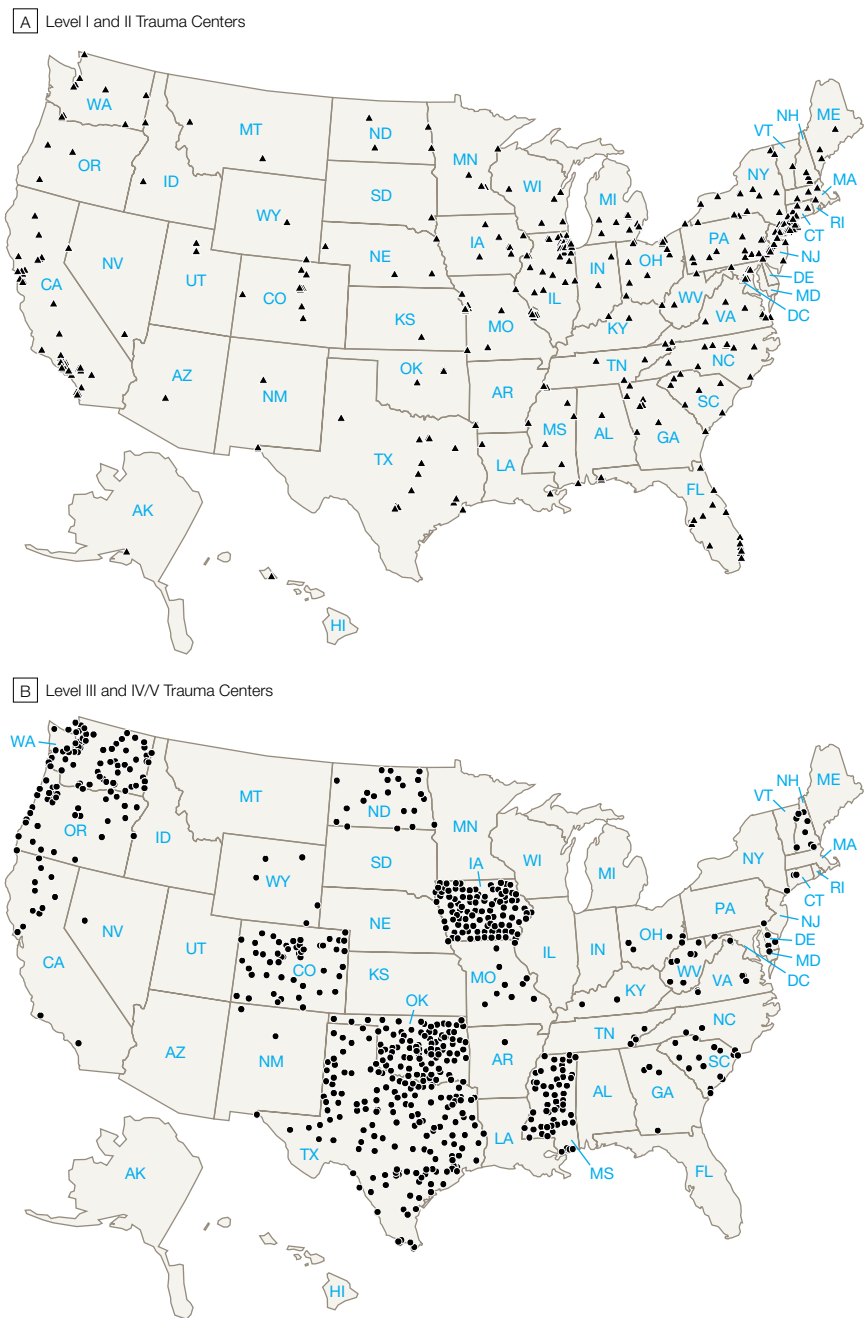 A Level I and II Trauma Centers
NH ME
VT
WA MT ND
MN
OR ID SD WI MI NY MA
WY
RI
CT
IA PA
NE
NV OH NJ
CA UT CO IL IN DE
WV MD
VA DC
KS MO KY
NC
AZ OK TN
NM AR SC
MS AL GA
TX LA
FL
AK
HI
B Level III and IV/V Trauma Centers
WA NH ME
VT
MT
ND
OR ID MN MA
SD IA WI NY
MI
WY RI
CT
PA
NE NJ
NV OH
UT IL IN DE
CA CO KS MO WV MD
VA DC
KY
OK
NC
AZ NM AR TN
SC
AL GA
TX LA
MS FL
AK
HI